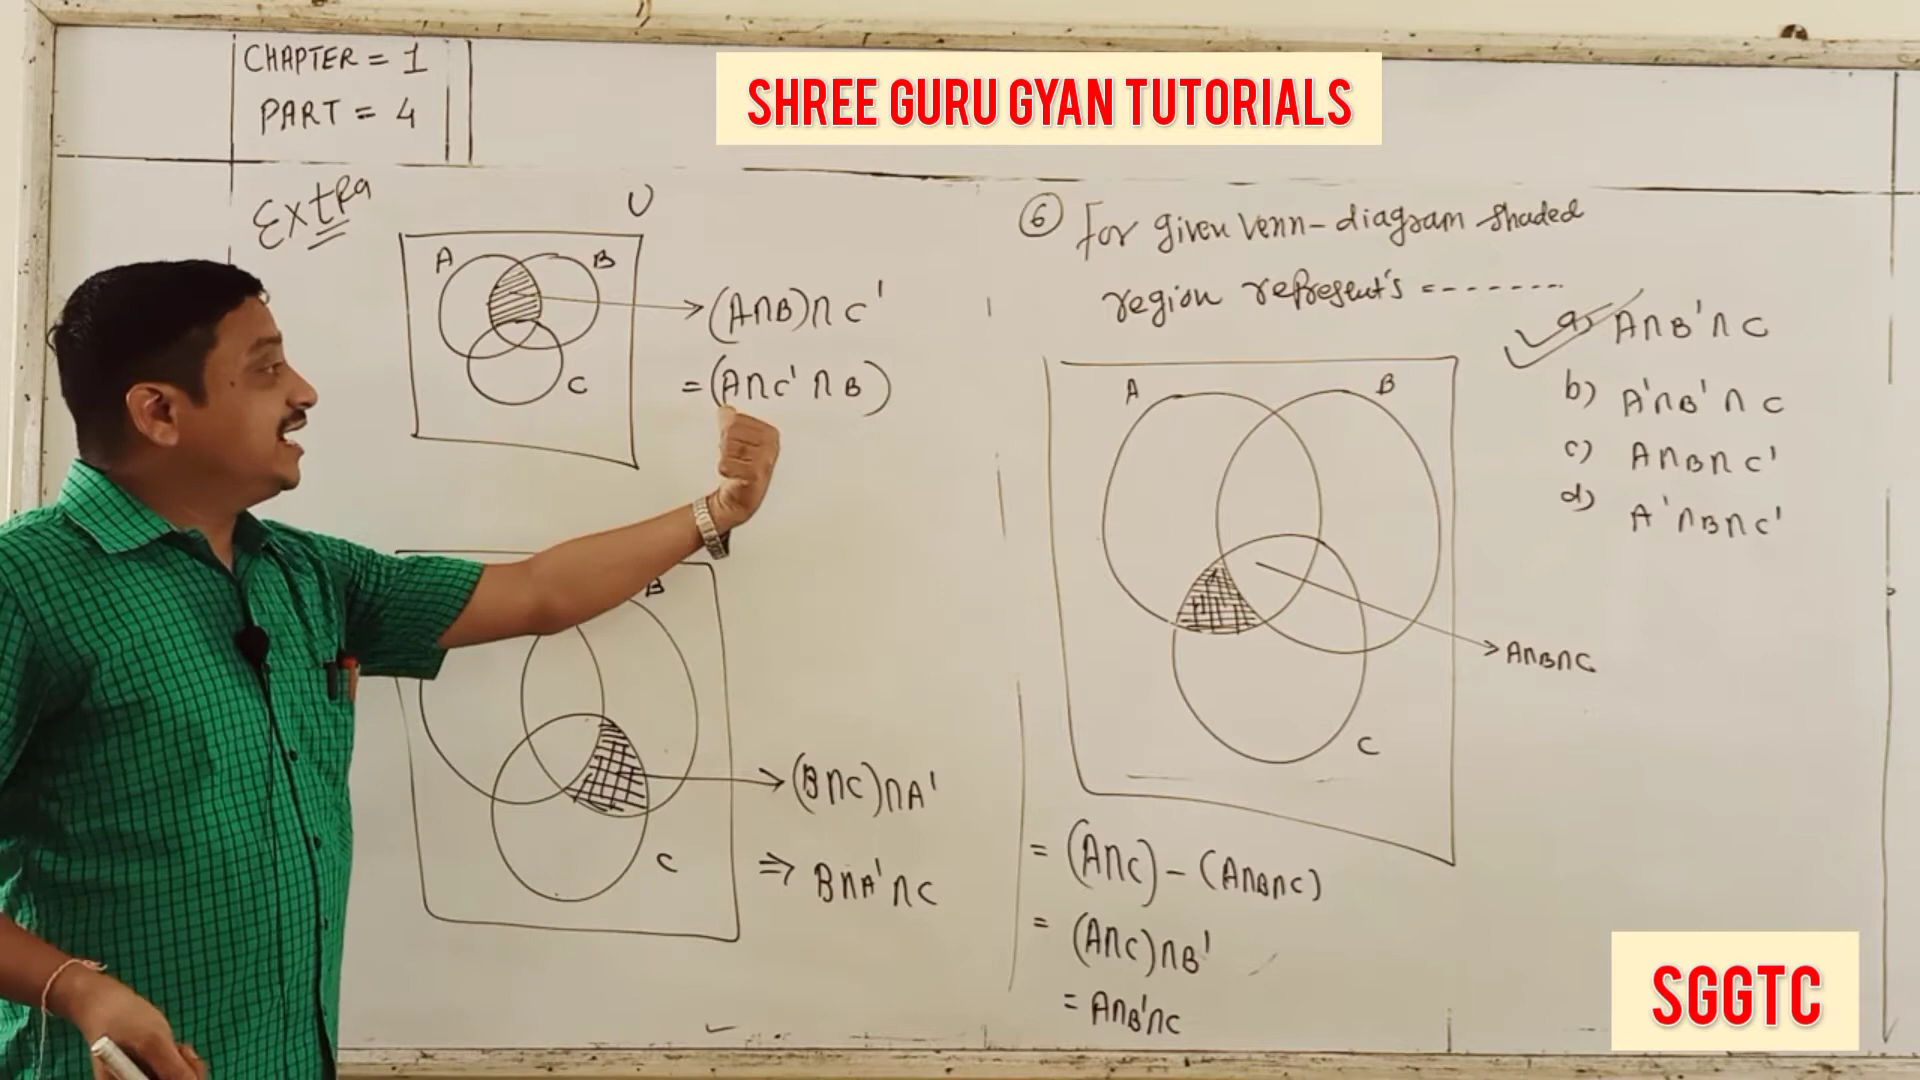 CHAPTER = 1
PART = 4
SHREE GURU GYAN TUTORIALS
Extra
U
A
B
C
(A∩B)∩C'
= (A∩C'∩B)
B
C
(B∩C)∩A'
⇒ B∩A'∩C
⑥ For given Venn-diagram shaded
region represent's -------
a) A∩B'∩C
b) A'∩B'∩C
c) A∩B∩C'
d) A'∩B∩C'
A
B
C
A∩B∩C
= (A∩C) - (A∩B∩C)
= (A∩C)∩B'
= A∩B'∩C
SGGTC